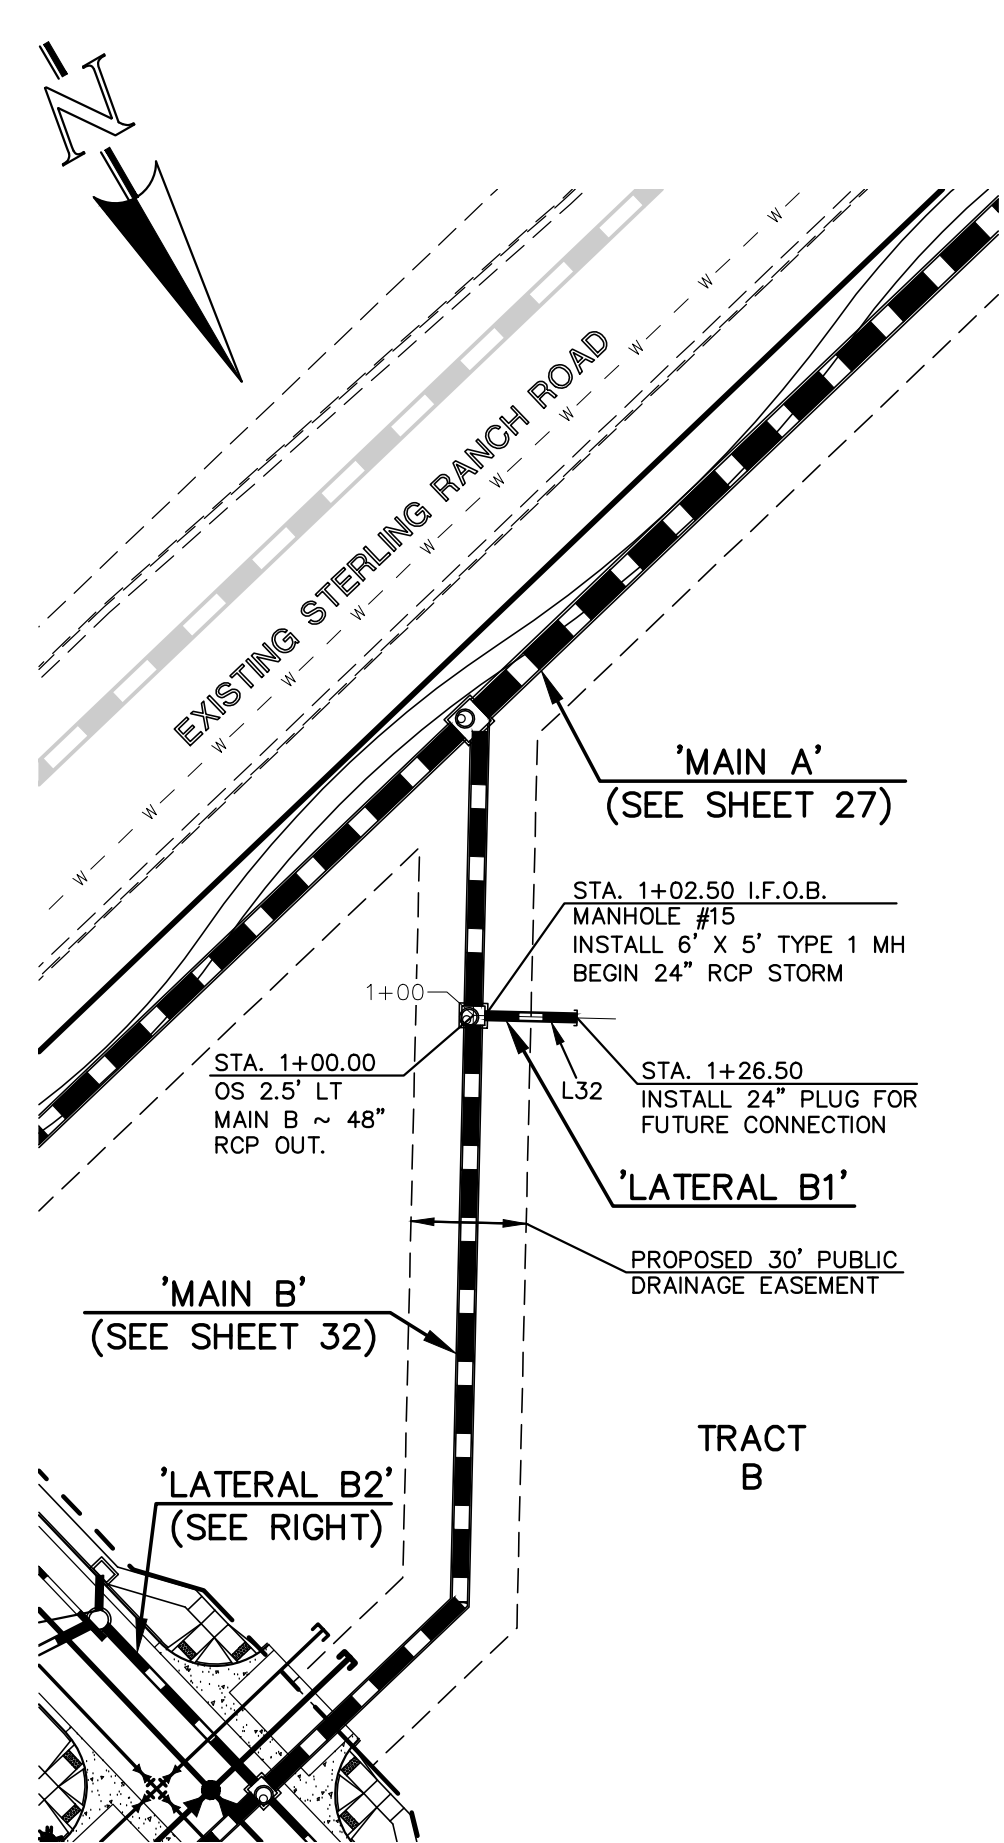 N
W
W
W
W
W
W
W
W
W
W
W
EXISTING STERLING RANCH ROAD
'MAIN A'
(SEE SHEET 27)
STA. 1+02.50 I.F.O.B.
MANHOLE #15
INSTALL 6' X 5' TYPE 1 MH
BEGIN 24" RCP STORM
1+00
STA. 1+00.00
OS 2.5' LT
MAIN B ~ 48"
RCP OUT.
L32
STA. 1+26.50
INSTALL 24" PLUG FOR
FUTURE CONNECTION
'LATERAL B1'
PROPOSED 30' PUBLIC
DRAINAGE EASEMENT
'MAIN B'
(SEE SHEET 32)
TRACT
B
'LATERAL B2'
(SEE RIGHT)